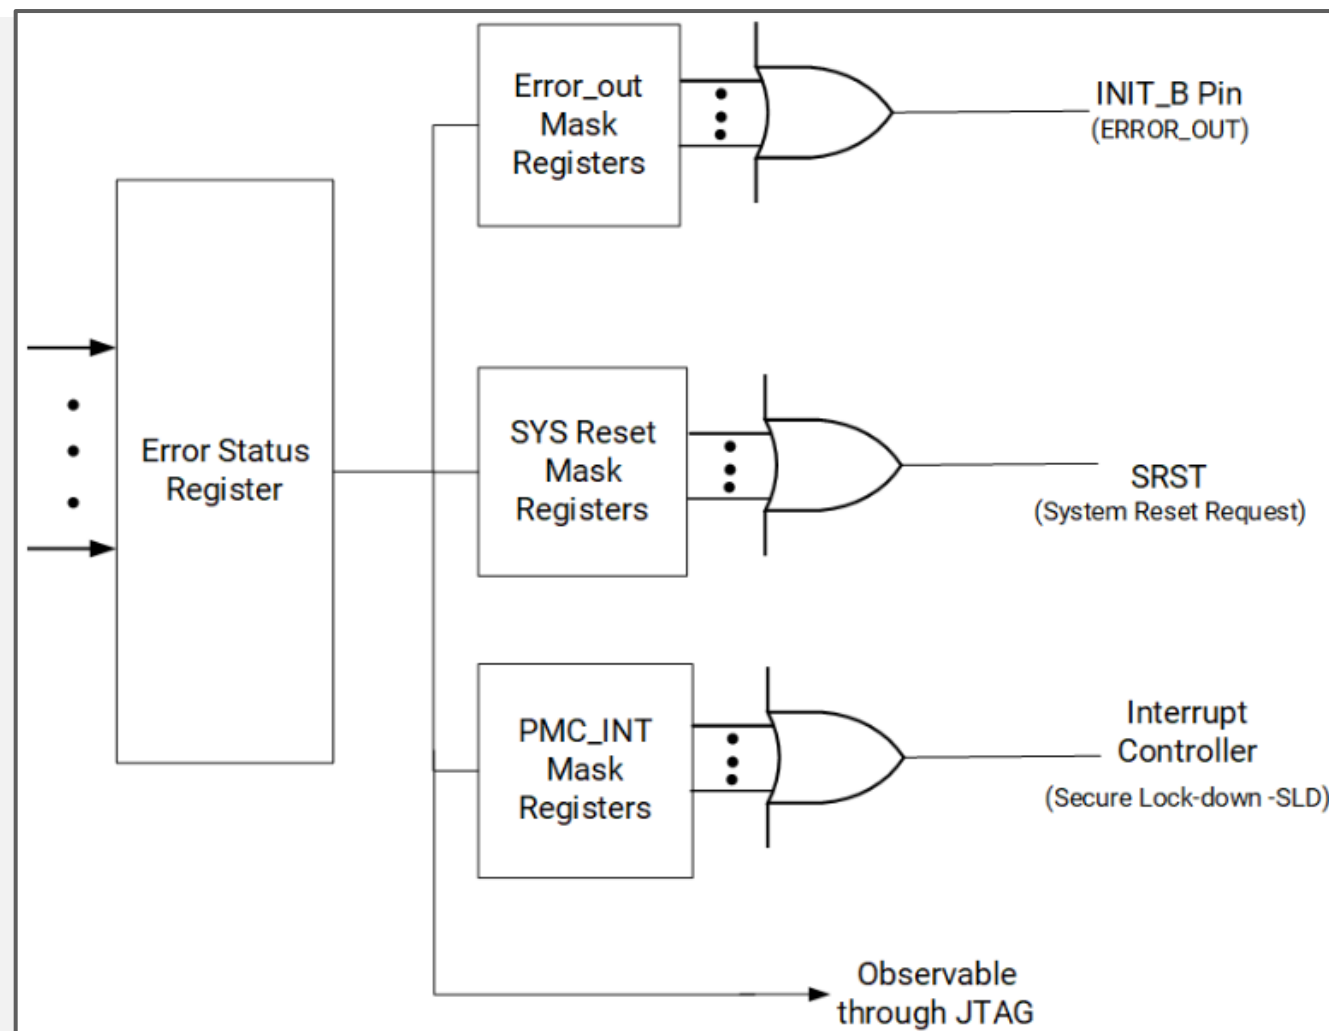 Error_out
Mask
Registers
INIT_B Pin
(ERROR_OUT)
Error Status
Register
SYS Reset
Mask
Registers
SRST
(System Reset Request)
PMC_INT
Mask
Registers
Interrupt
Controller
(Secure Lock-down -SLD)
Observable
through JTAG